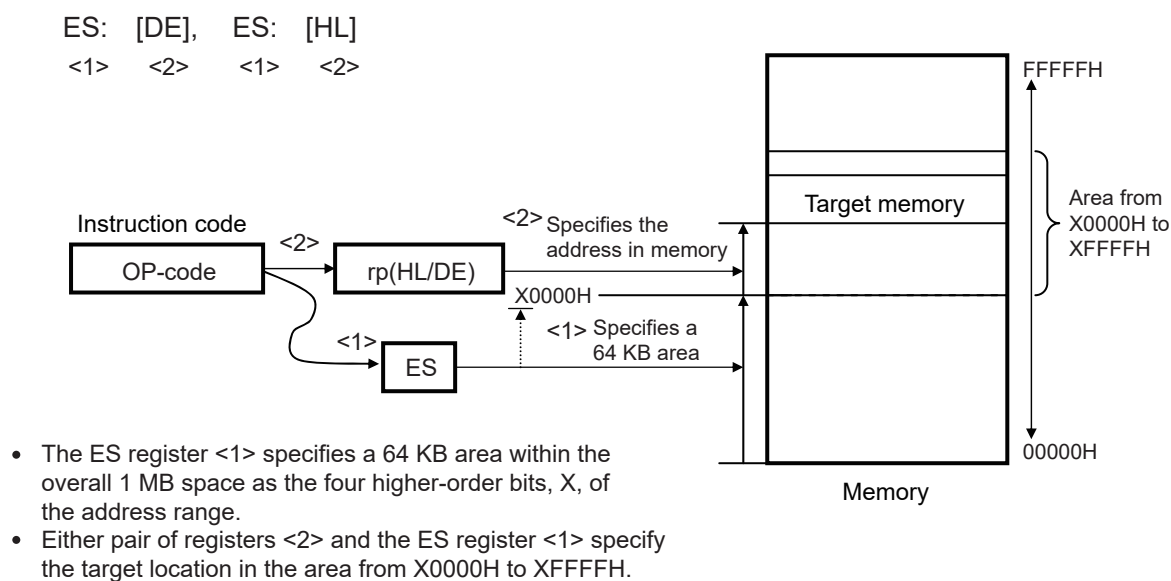 ES: [DE], ES: [HL]
<1> <2> <1> <2>
FFFFFH
Target memory
Area from
X0000H to
XFFFFH
Instruction code
OP-code
<2>
rp(HL/DE)
<2> Specifies the
address in memory
X0000H
<1>
ES
<1> Specifies a
64 KB area
00000H
Memory
• The ES register <1> specifies a 64 KB area within the
overall 1 MB space as the four higher-order bits, X, of
the address range.
• Either pair of registers <2> and the ES register <1> specify
the target location in the area from X0000H to XFFFFH.